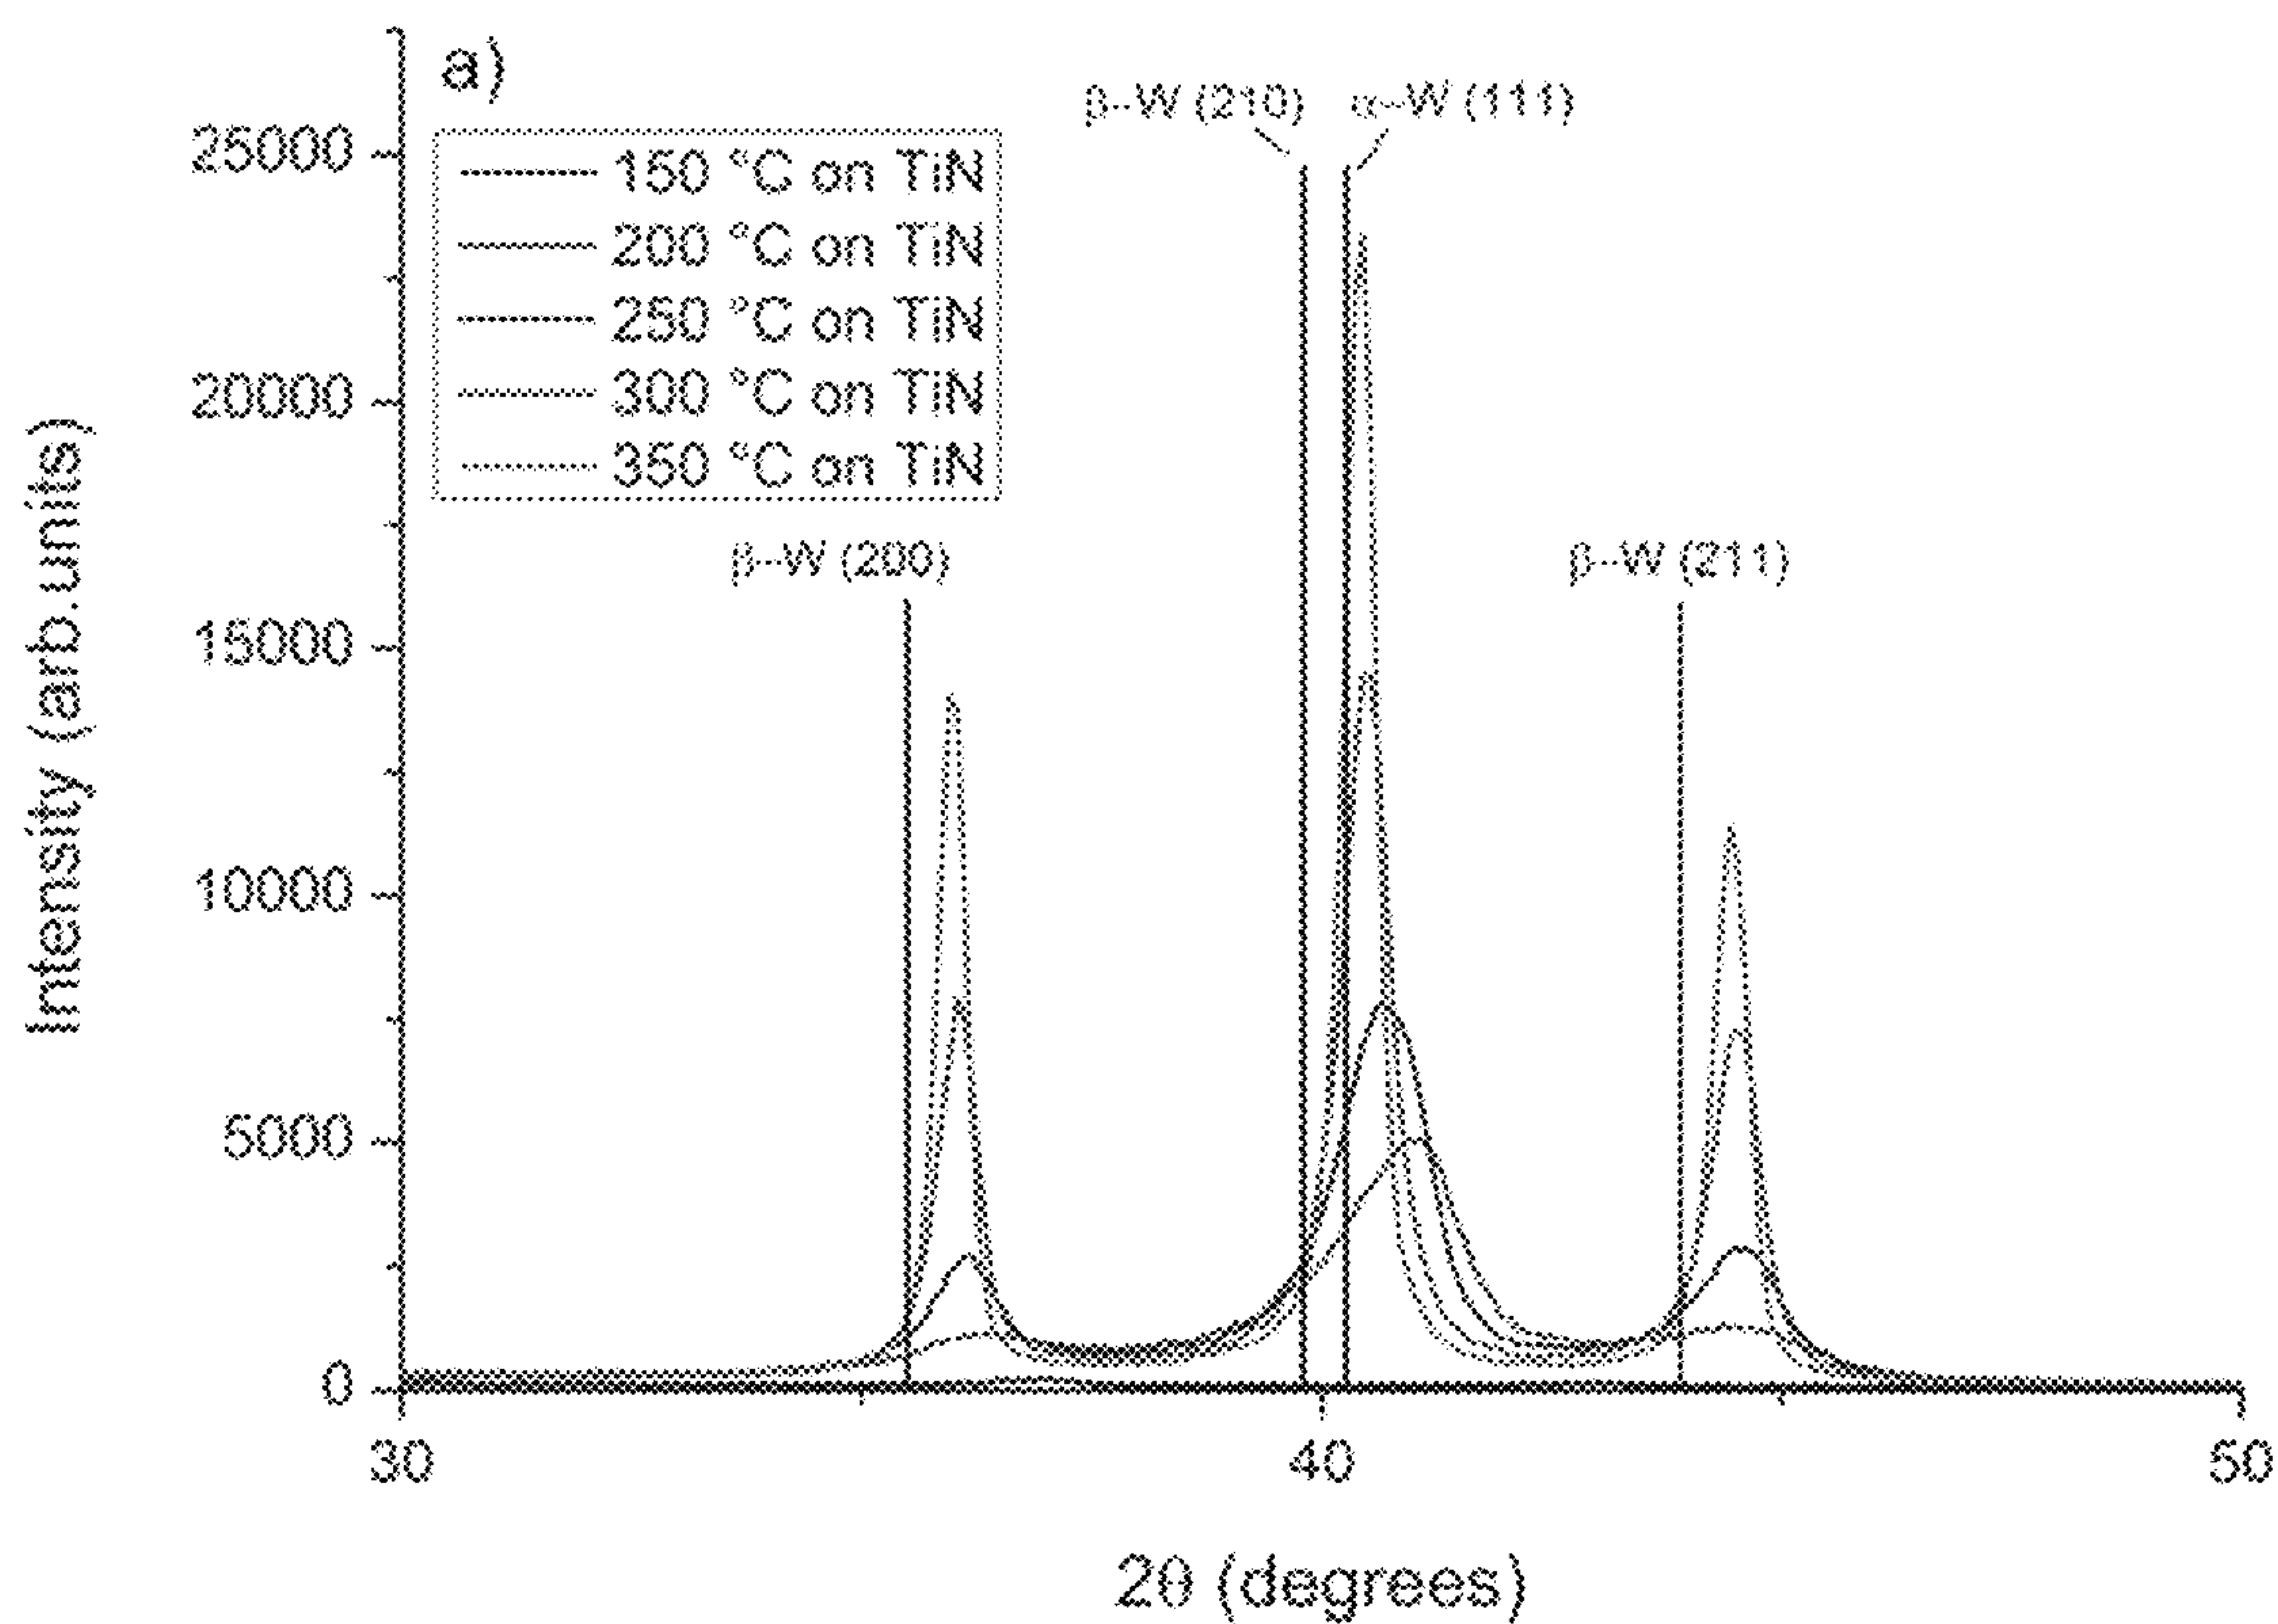 a)
β--W (210)
α--W (111)
25000
150 °C on TiN
200 °C on TiN
250 °C on TiN
20000
300 °C on TiN
350 °C on TiN
β--W (200)
β--W (211)
15000
10000
5000
0
Intensity (arb.units)
30
40
50
2θ (degrees)